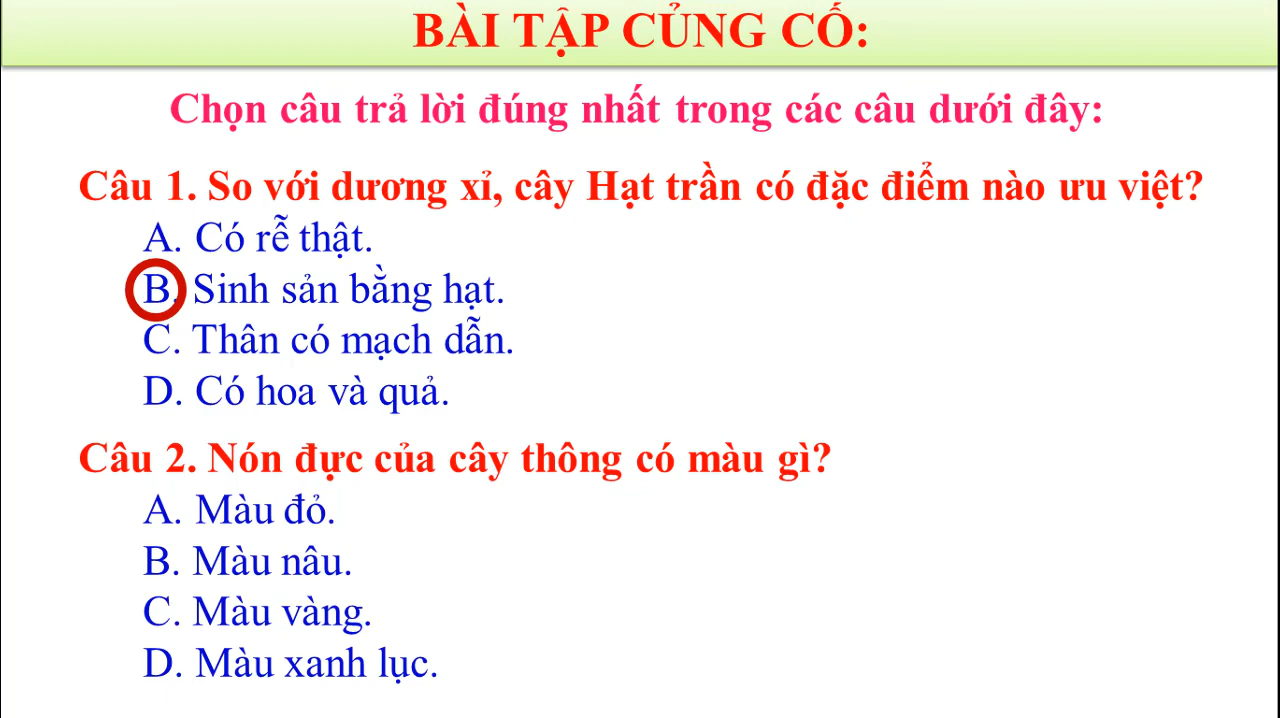 BÀI TẬP CỦNG CỐ:
Chọn câu trả lời đúng nhất trong các câu dưới đây:
Câu 1. So với dương xỉ, cây Hạt trần có đặc điểm nào ưu việt?
A. Có rễ thật.
B. Sinh sản bằng hạt.
C. Thân có mạch dẫn.
D. Có hoa và quả.
Câu 2. Nón đực của cây thông có màu gì?
A. Màu đỏ.
B. Màu nâu.
C. Màu vàng.
D. Màu xanh lục.